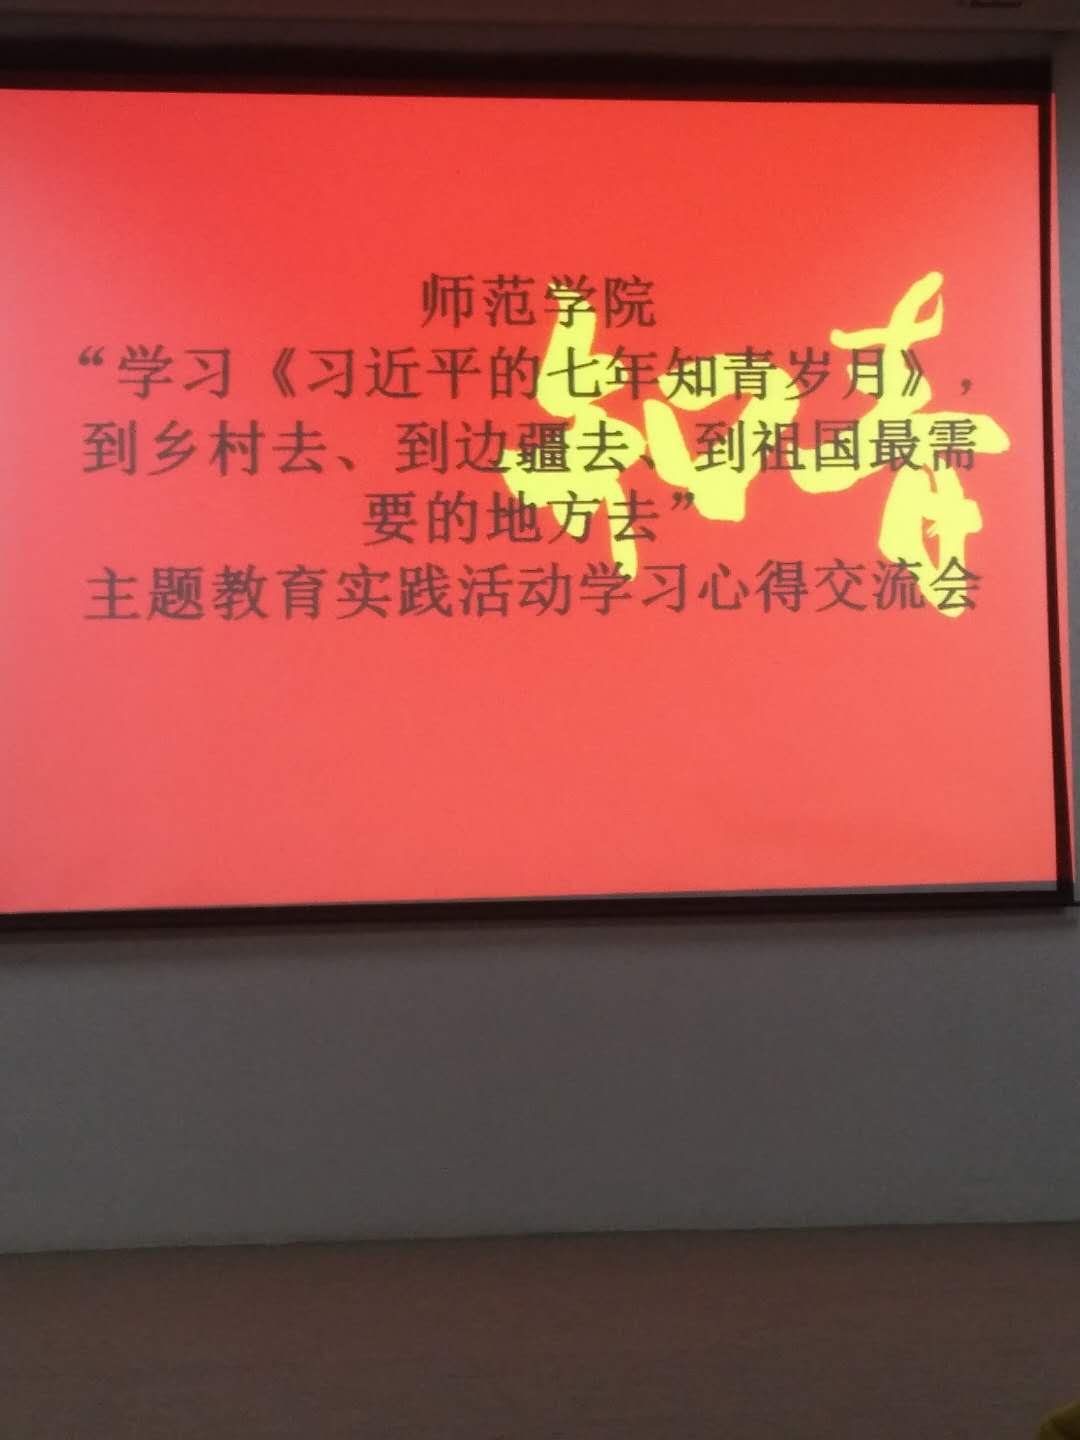 师范学院
“学习《习近平的七年知青岁月》，
到乡村去、到边疆去、到祖国最需
要的地方去”
主题教育实践活动学习心得交流会
知青